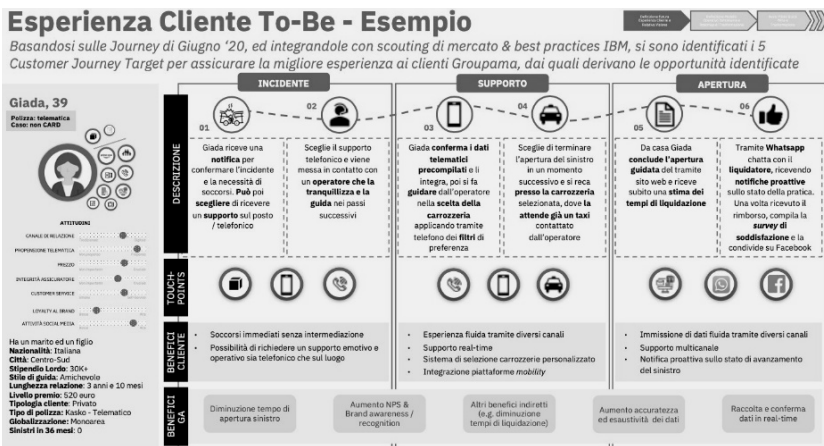 Esperienza Cliente To-Be - Esempio
Basandosi sulle Journey di Giugno ‘20, ed integrandole con scouting di mercato & best practices IBM, si sono identificati i 5
Customer Journey Target per assicurare la migliore esperienza ai clienti Groupama, dai quali derivano le opportunità identificate
INCIDENTE
SUPPORTO
APERTURA
Giada, 39
Polizza: telematica
Caso: non CARD
ATTITUDINI
CANALE DI RELAZIONE
PROPENSIONE TELEMATICA
PREZZO
INTEGRITÀ ASSICURATORE
CUSTOMER SERVICE
LOYALTY AL BRAND
ATTIVITÀ SOCIAL MEDIA
Ha un marito ed un figlio
Nazionalità: Italiana
Città: Centro-Sud
Stipendio Lordo: 30K+
Stile di guida: Amichevole
Lunghezza relazione: 3 anni e 10 mesi
Livello premio: 520 euro
Tipologia cliente: Privato
Tipo di polizza: Kasko - Telematico
Globalizzazione: Monoarea
Sinistri in 36 mesi: 0
DESCRIZIONE
01
Giada riceve una
notifica per
confermare l’incidente
e la necessità di
soccorsi. Può poi
scegliere di ricevere
un supporto sul posto
/ telefonico
02
Sceglie il supporto
telefonico e viene
messa in contatto con
un operatore che la
tranquillizza e la
guida nei passi
successivi
03
Giada conferma i dati
telematici
precompilati e li
integra, poi si fa
guidare dall’operatore
nella scelta della
carrozzeria
applicando tramite
telefono dei filtri di
preferenza
04
Sceglie di terminare
l’apertura del sinistro
in un momento
successivo e si reca
presso la carrozzeria
selezionata, dove la
attende già un taxi
contattato
dall’operatore
05
Da casa Giada
conclude l’apertura
guidata del tramite
sito web e riceve
subito una stima dei
tempi di liquidazione
06
Tramite Whatsapp
chatta con il
liquidatore, ricevendo
notifiche proattive
sullo stato della pratica.
Una volta ricevuto il
rimborso, compila la
survey di
soddisfazione e la
condivide su Facebook
TOUCH-
POINTS
BENEFICI
CLIENTE
• Soccorsi immediati senza intermediazione
• Possibilità di richiedere un supporto emotivo e
operativo sia telefonico che sul luogo
• Esperienza fluida tramite diversi canali
• Supporto real-time
• Sistema di selezione carrozzerie personalizzato
• Integrazione piattaforme mobility
• Immissione di dati fluida tramite diversi canali
• Supporto multicanale
• Notifica proattiva sullo stato di avanzamento
del sinistro
BENEFICI
GA
Diminuzione tempo di
apertura sinistro
Aumento NPS &
Brand awareness /
recognition
Altri benefici indiretti
(e.g. diminuzione
tempi di liquidazione)
Aumento accuratezza
ed esaustività dei dati
Raccolta e conferma
dati in real-time